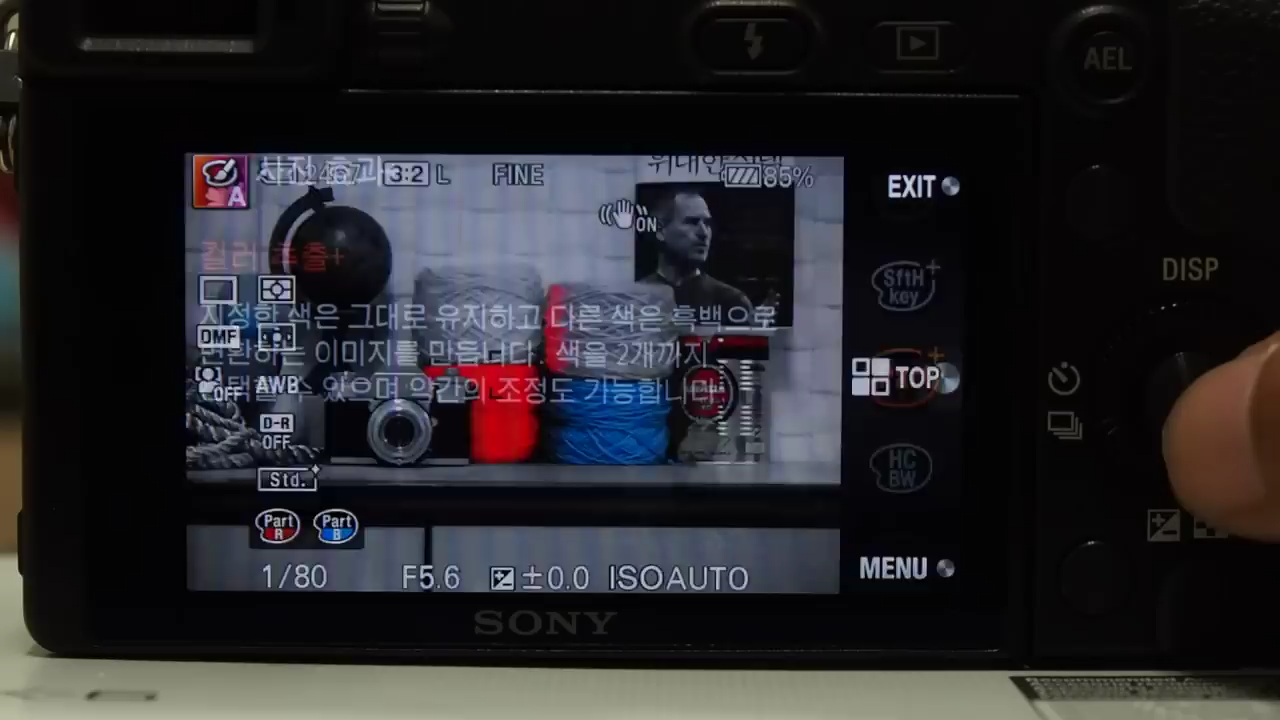 AEL
사진 효과
3:2 L FINE 85%
A
EXIT
ON
DISP
컬러 추출+
SftH key
지정한 색은 그대로 유지하고 다른 색은 흑백으로
DMF
변환하는 이미지를 만듭니다. 색을 2개까지
TOP
OFF AWB
선택할 수 있으며 약간의 조정도 가능합니다.
D-R
OFF
HC
BW
Std.
Part R Part B
MENU
1/80 F5.6 ±0.0 ISO AUTO
SONY